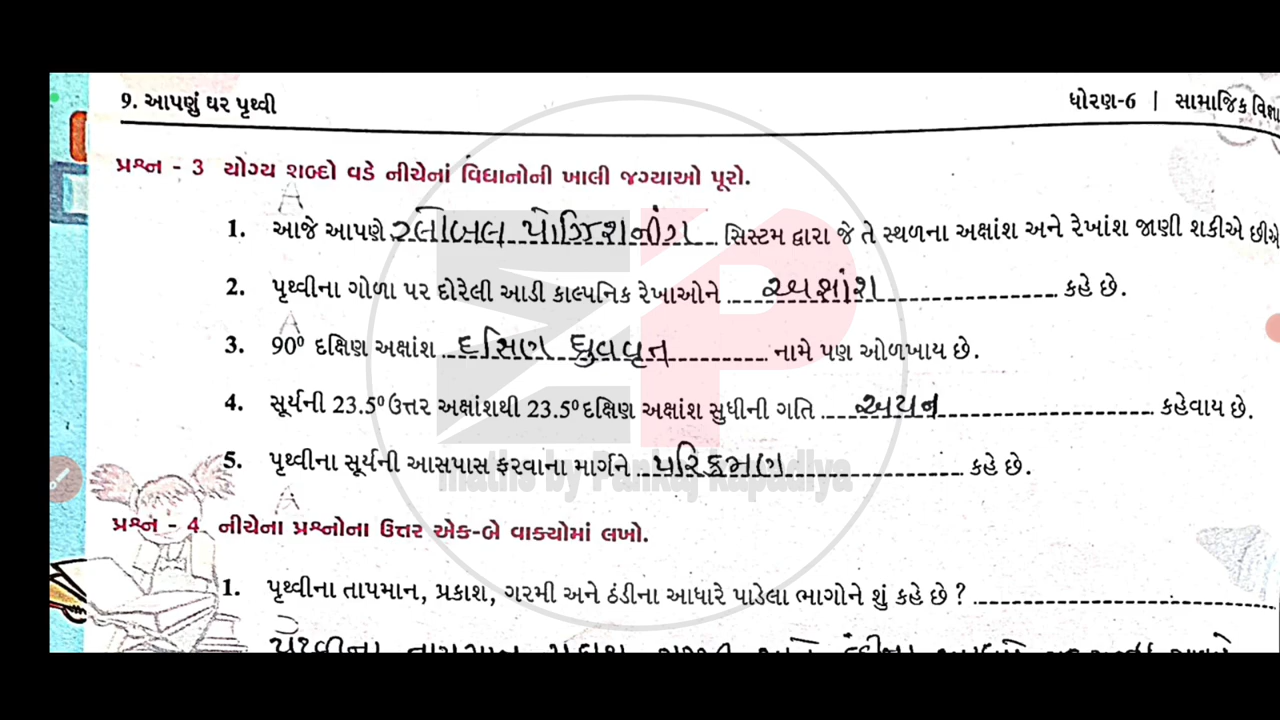 9. આપણું ઘર પૃથ્વી
ધોરણ-6 | સામાજિક વિજ્ઞા
પ્રશ્ન - 3 યોગ્ય શબ્દો વડે નીચેનાં વિધાનોની ખાલી જગ્યાઓ પૂરો.
A
1. આજે આપણે ગ્લોબલ પોઝિશનીંગ સિસ્ટમ દ્વારા જે તે સ્થળના અક્ષાંશ અને રેખાંશ જાણી શકીએ છીએ
2. પૃથ્વીના ગોળા પર દોરેલી આડી કાલ્પનિક રેખાઓને અક્ષાંશ કહે છે.
A
3. 90⁰ દક્ષિણ અક્ષાંશ દક્ષિણ ધ્રુવવૃત નામે પણ ઓળખાય છે.
4. સૂર્યની 23.5⁰ ઉત્તર અક્ષાંશથી 23.5⁰ દક્ષિણ અક્ષાંશ સુધીની ગતિ અયન કહેવાય છે.
5. પૃથ્વીના સૂર્યની આસપાસ ફરવાના માર્ગને પરિક્રમણ કહે છે.
maths by Pankaj kapadiya
A
પ્રશ્ન - 4 નીચેના પ્રશ્નોના ઉત્તર એક-બે વાક્યોમાં લખો.
1. પૃથ્વીના તાપમાન, પ્રકાશ, ગરમી અને ઠંડીના આધારે પાડેલા ભાગોને શું કહે છે ?